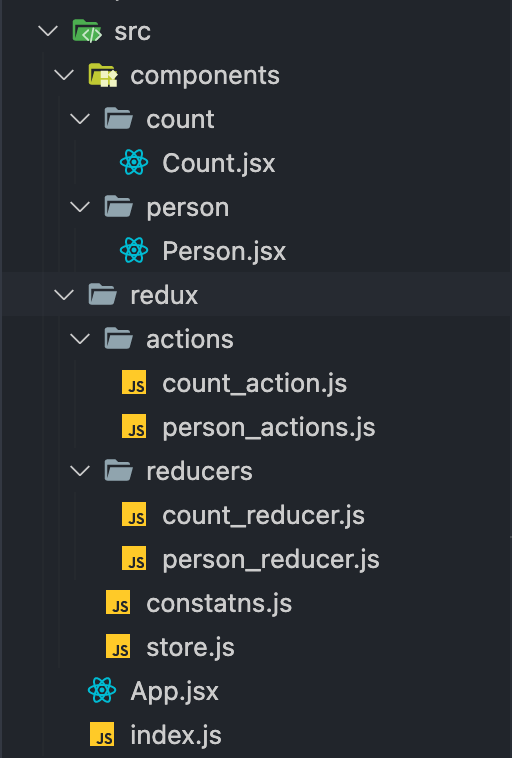 src
components
count
Count.jsx
person
Person.jsx
redux
actions
JS count_action.js
JS person_actions.js
reducers
JS count_reducer.js
JS person_reducer.js
JS constatns.js
JS store.js
App.jsx
JS index.js